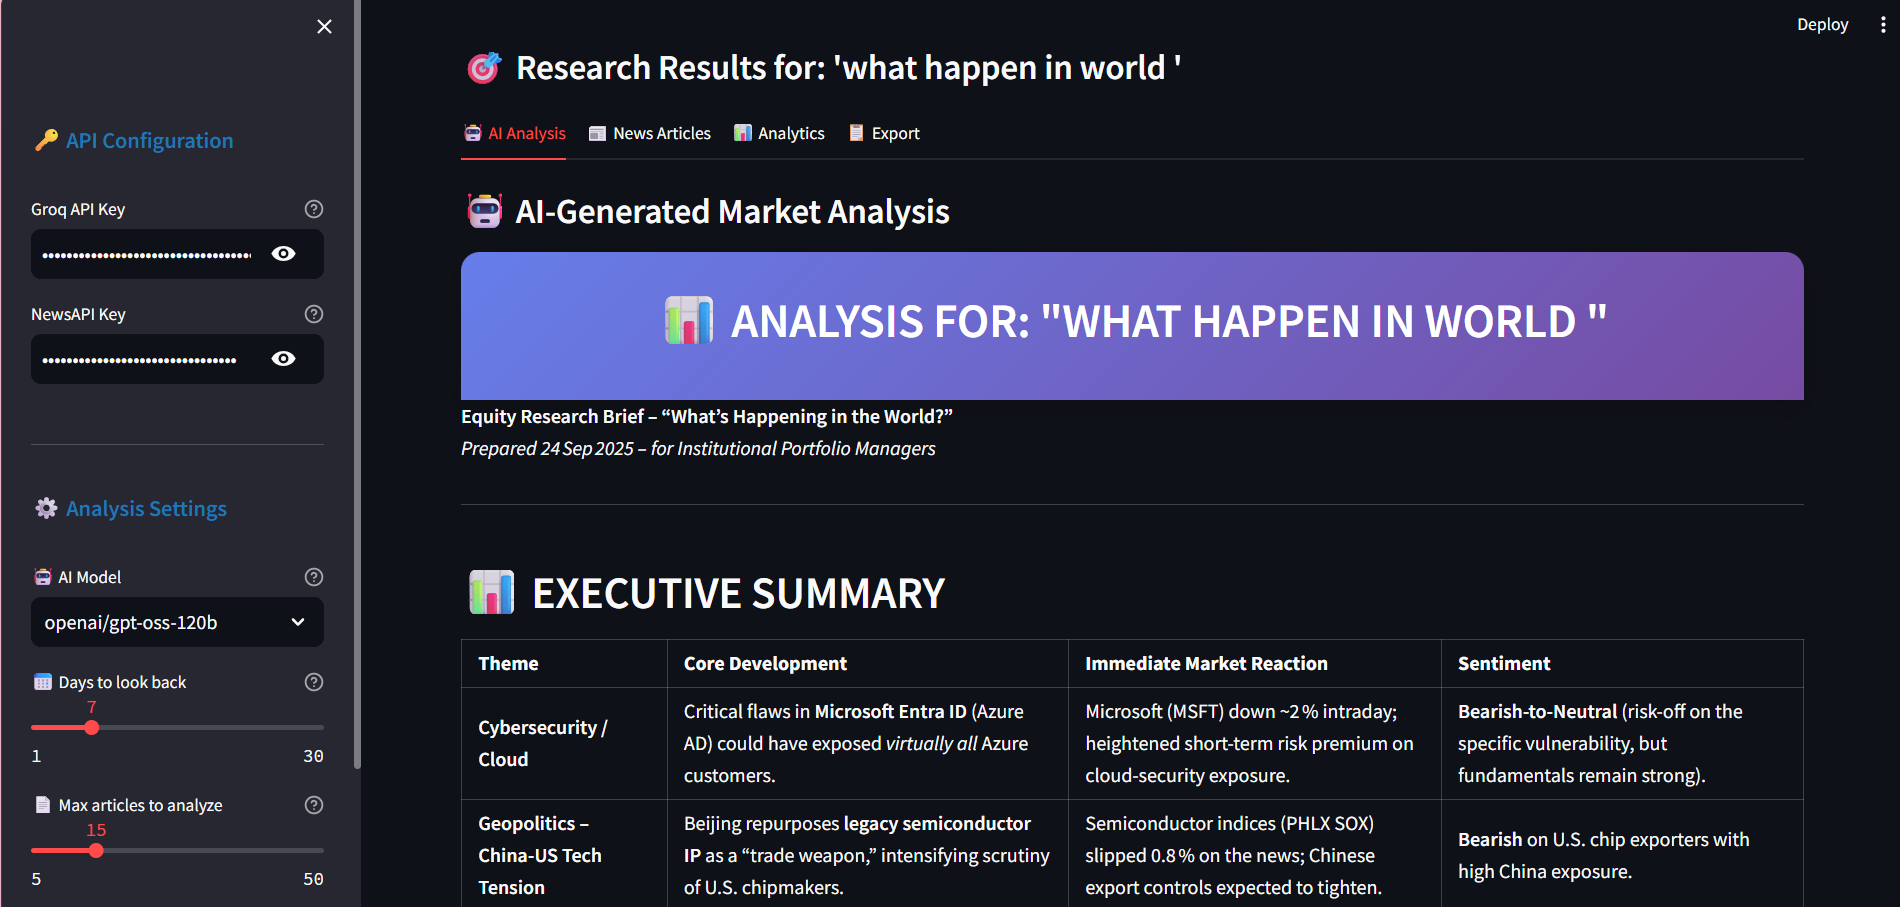 Deploy
API Configuration
Groq API Key
NewsAPI Key
Analysis Settings
AI Model
openai/gpt-oss-120b
Days to look back
7
1 30
Max articles to analyze
15
5 50
Research Results for: 'what happen in world '
AI Analysis News Articles Analytics Export
AI-Generated Market Analysis
ANALYSIS FOR: "WHAT HAPPEN IN WORLD "
Equity Research Brief – “What’s Happening in the World?”
Prepared 24 Sep 2025 – for Institutional Portfolio Managers
EXECUTIVE SUMMARY
Theme Core Development Immediate Market Reaction Sentiment
Cybersecurity /
Cloud
Critical flaws in Microsoft Entra ID (Azure
AD) could have exposed virtually all Azure
customers.
Microsoft (MSFT) down ~2 % intraday;
heightened short-term risk premium on
cloud-security exposure.
Bearish-to-Neutral (risk-off on the
specific vulnerability, but
fundamentals remain strong).
Geopolitics –
China-US Tech
Tension
Beijing repurposes legacy semiconductor
IP as a “trade weapon,” intensifying scrutiny
of U.S. chipmakers.
Semiconductor indices (PHLX SOX)
slipped 0.8 % on the news; Chinese
export controls expected to tighten.
Bearish on U.S. chip exporters with
high China exposure.